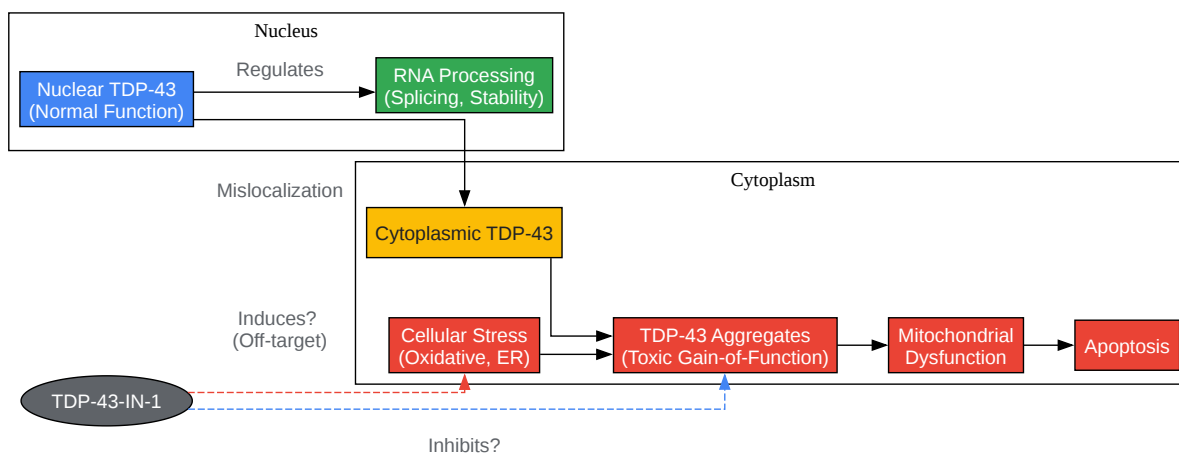 Nucleus
Regulates
Nuclear TDP-43
(Normal Function)
RNA Processing
(Splicing, Stability)
Mislocalization
Cytoplasm
Cytoplasmic TDP-43
Induces?
(Off-target)
Cellular Stress
(Oxidative, ER)
TDP-43 Aggregates
(Toxic Gain-of-Function)
Mitochondrial
Dysfunction
Apoptosis
TDP-43-IN-1
Inhibits?